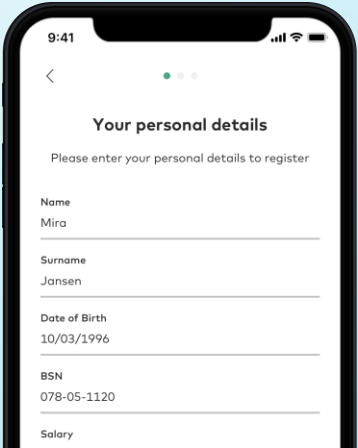 9:41
Your personal details
Please enter your personal details to register
Name
Mira
Surname
Jansen
Date of Birth
10/03/1996
BSN
078-05-1120
Salary